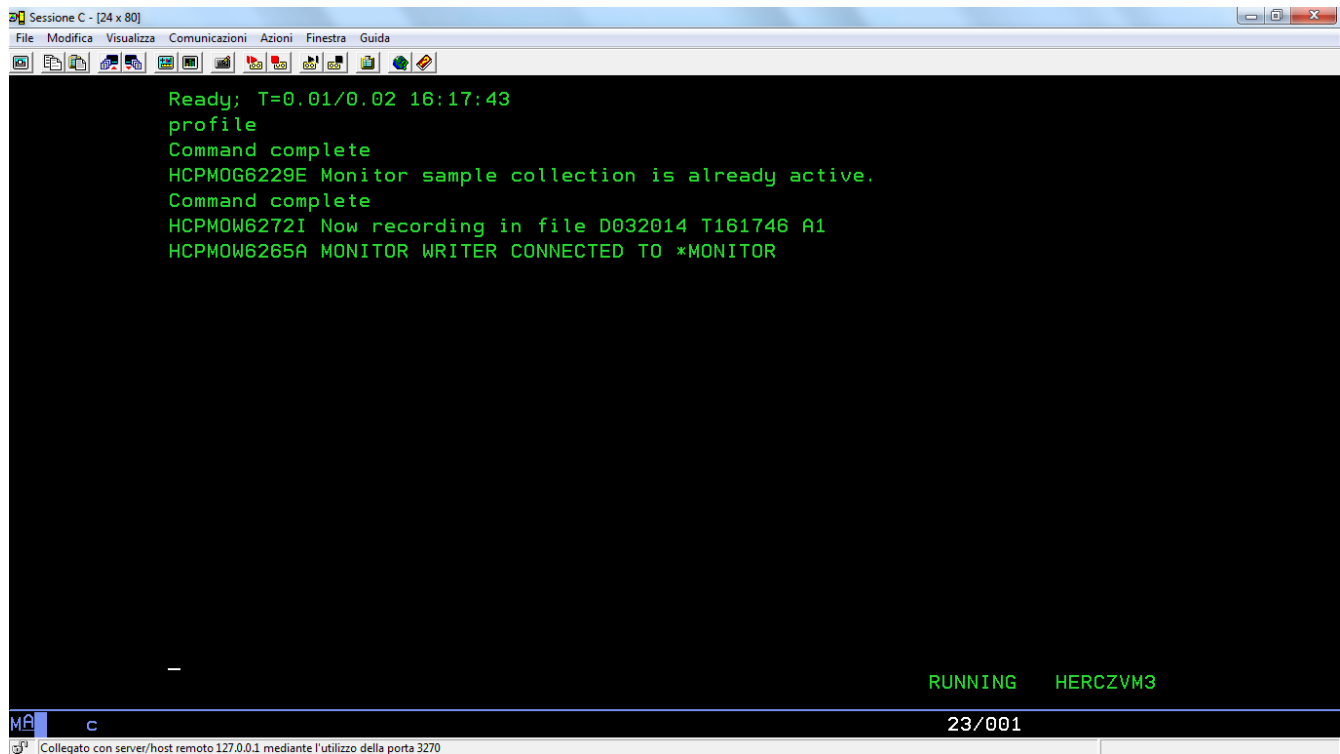 Sessione C - [24 x 80]
File Modifica Visualizza Comunicazioni Azioni Finestra Guida
Ready; T=0.01/0.02 16:17:43
profile
Command complete
HCPMOG6229E Monitor sample collection is already active.
Command complete
HCPMOW6272I Now recording in file D032014 T161746 A1
HCPMOW6265A MONITOR WRITER CONNECTED TO *MONITOR
RUNNING HERCZVM3
MA c 23/001
Collegato con server/host remoto 127.0.0.1 mediante l'utilizzo della porta 3270